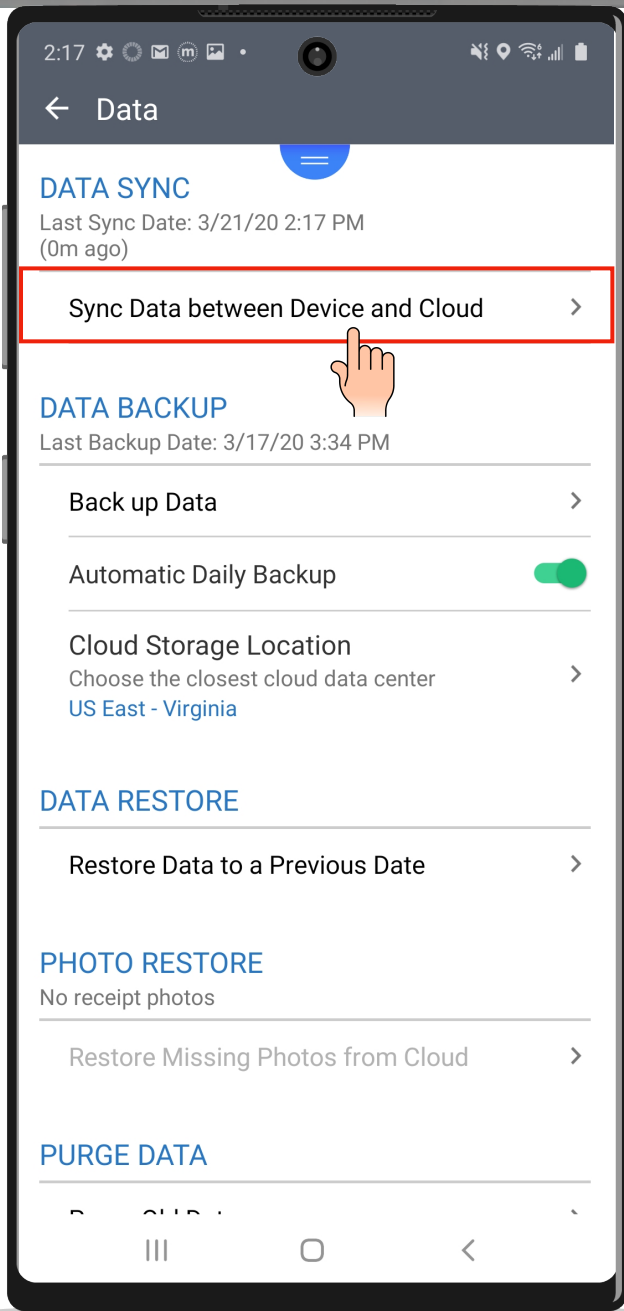 2:17
Data
DATA SYNC
Last Sync Date: 3/21/20 2:17 PM
(0m ago)
Sync Data between Device and Cloud
DATA BACKUP
Last Backup Date: 3/17/20 3:34 PM
Back up Data
Automatic Daily Backup
Cloud Storage Location
Choose the closest cloud data center
US East - Virginia
DATA RESTORE
Restore Data to a Previous Date
PHOTO RESTORE
No receipt photos
Restore Missing Photos from Cloud
PURGE DATA